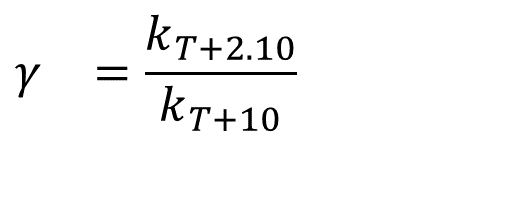 γ = k_{T+2.10} / k_{T+10}